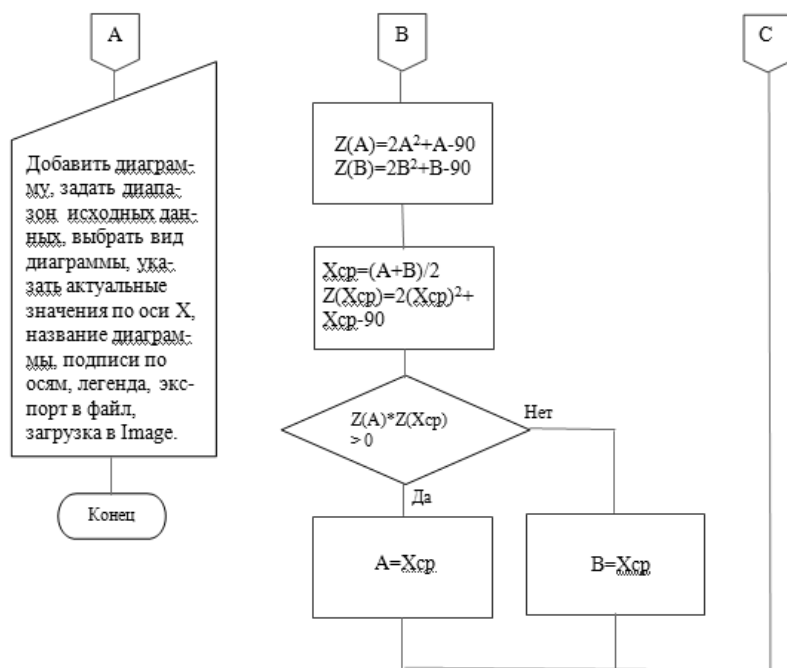 A
B
C
Добавить диаграм-
му, задать диапа-
зон исходных дан-
ных, выбрать вид
диаграммы, ука-
зать актуальные
значения по оси X,
название диаграм-
мы, подписи по
осям, легенда, экс-
порт в файл,
загрузка в Image.
Конец
Z(A)=2A²+A-90
Z(B)=2B²+B-90
Xcp=(A+B)/2
Z(Xcp)=2(Xcp)²+
Xcp-90
Z(A)*Z(Xcp)
> 0
Нет
Да
A=Xcp
B=Xcp